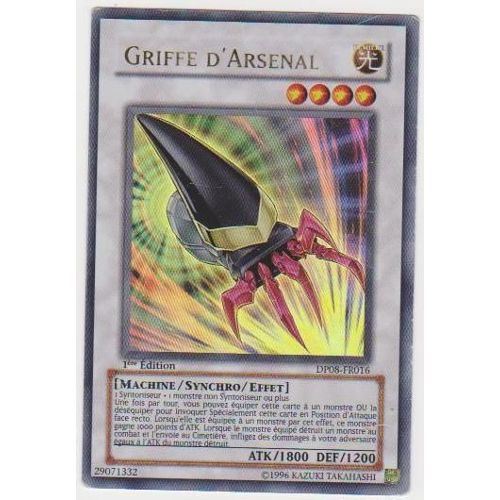 GRIFFE D'ARSENAL
LUMIÈRE
光
1ère Édition
DP08-FR016
[MACHINE/SYNCHRO/EFFET]
1 Syntoniseur + 1 monstre non Syntoniseur ou plus
Une fois par tour, vous pouvez équiper cette carte à un monstre OU la
déséquiper pour Invoquer Spécialement cette carte en Position d'Attaque
face recto. Lorsqu'elle est équipée à un monstre par cet effet, ce monstre
gagne 1000 points d'ATK. Lorsque le monstre équipé détruit un monstre au
combat et l'envoie au Cimetière, infligez des dommages à votre adversaire
égaux à l'ATK du monstre détruit.
ATK/1800 DEF/1200
29071332
©1996 KAZUKI TAKAHASHI